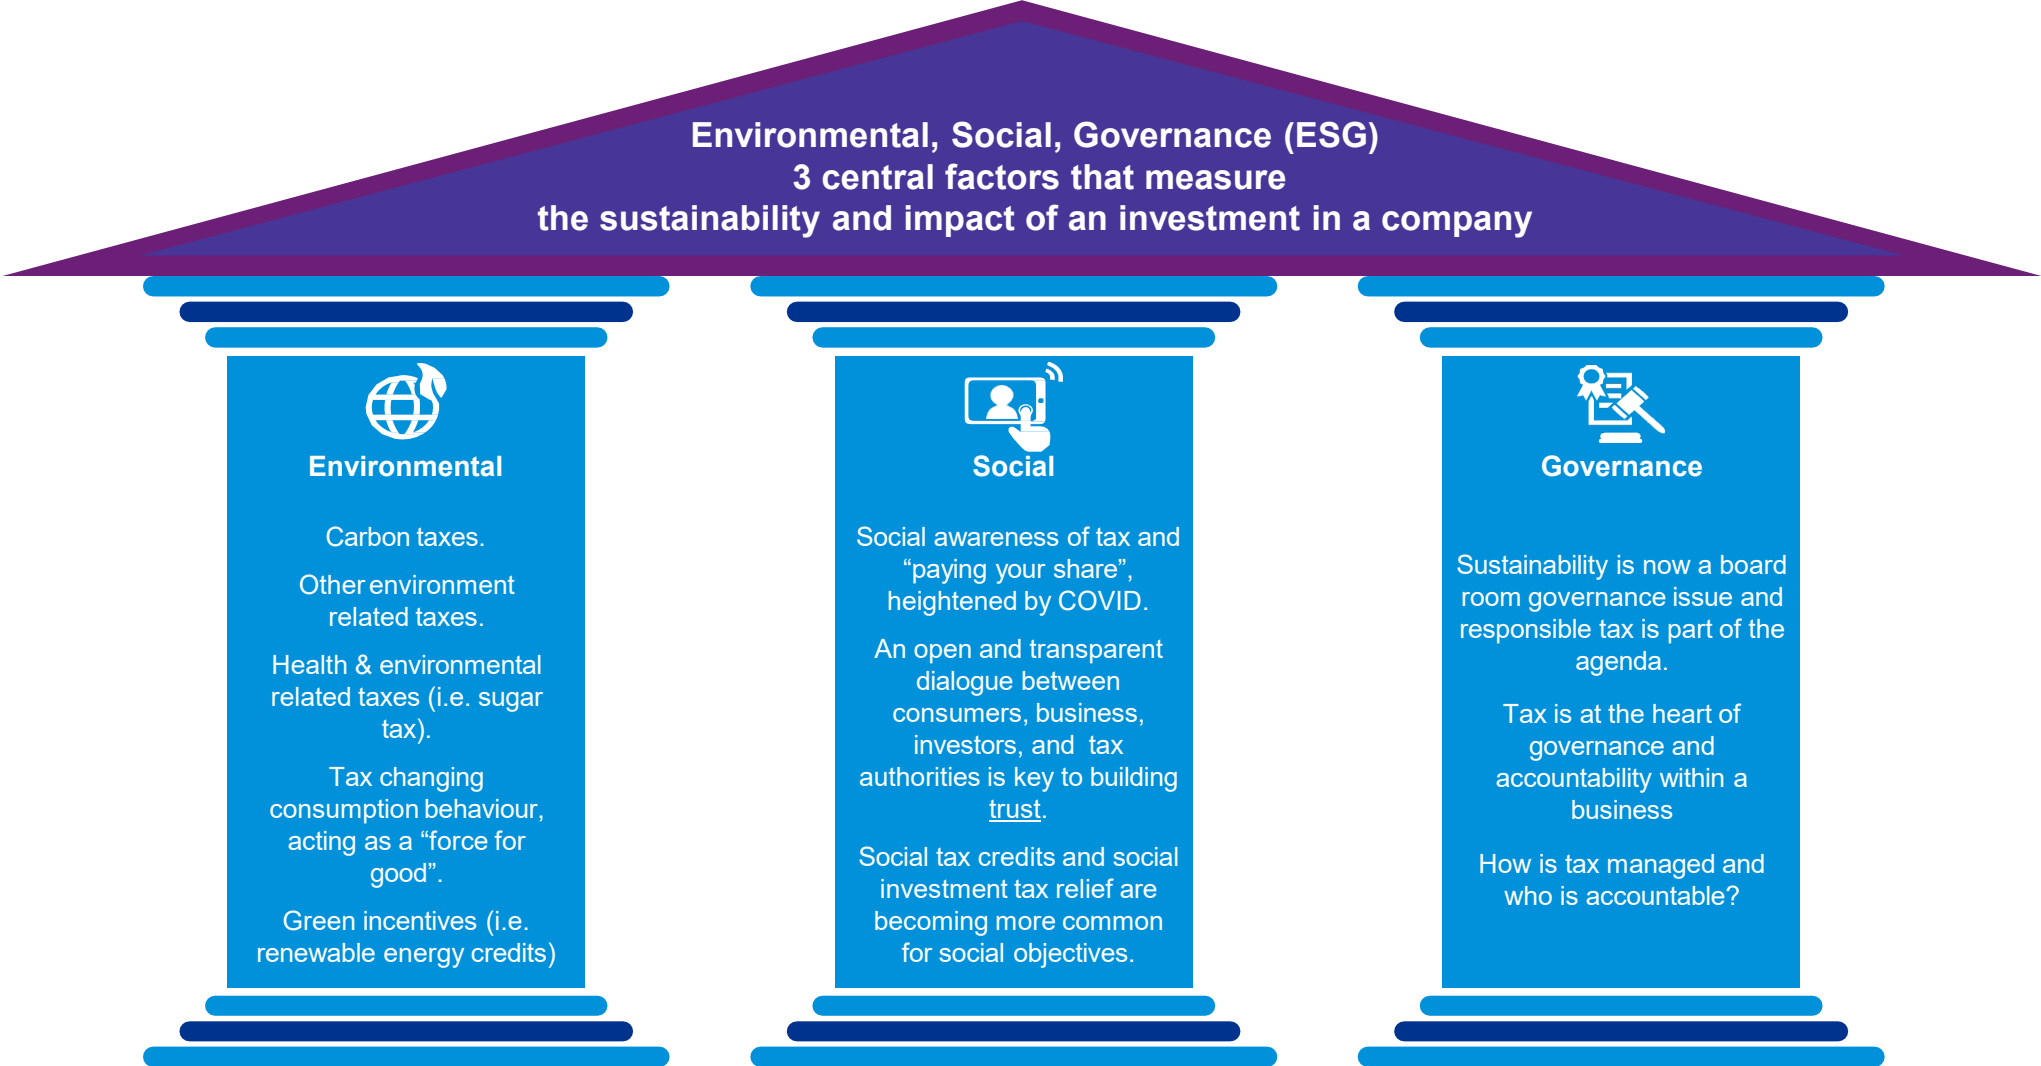 Environmental, Social, Governance (ESG)
3 central factors that measure
the sustainability and impact of an investment in a company
Environmental
Carbon taxes.
Other environment
related taxes.
Health & environmental
related taxes (i.e. sugar
tax).
Tax changing
consumption behaviour,
acting as a “force for
good”.
Green incentives (i.e.
renewable energy credits)
Social
Social awareness of tax and
“paying your share”,
heightened by COVID.
An open and transparent
dialogue between
consumers, business,
investors, and tax
authorities is key to building
trust.
Social tax credits and social
investment tax relief are
becoming more common
for social objectives.
Governance
Sustainability is now a board
room governance issue and
responsible tax is part of the
agenda.
Tax is at the heart of
governance and
accountability within a
business
How is tax managed and
who is accountable?